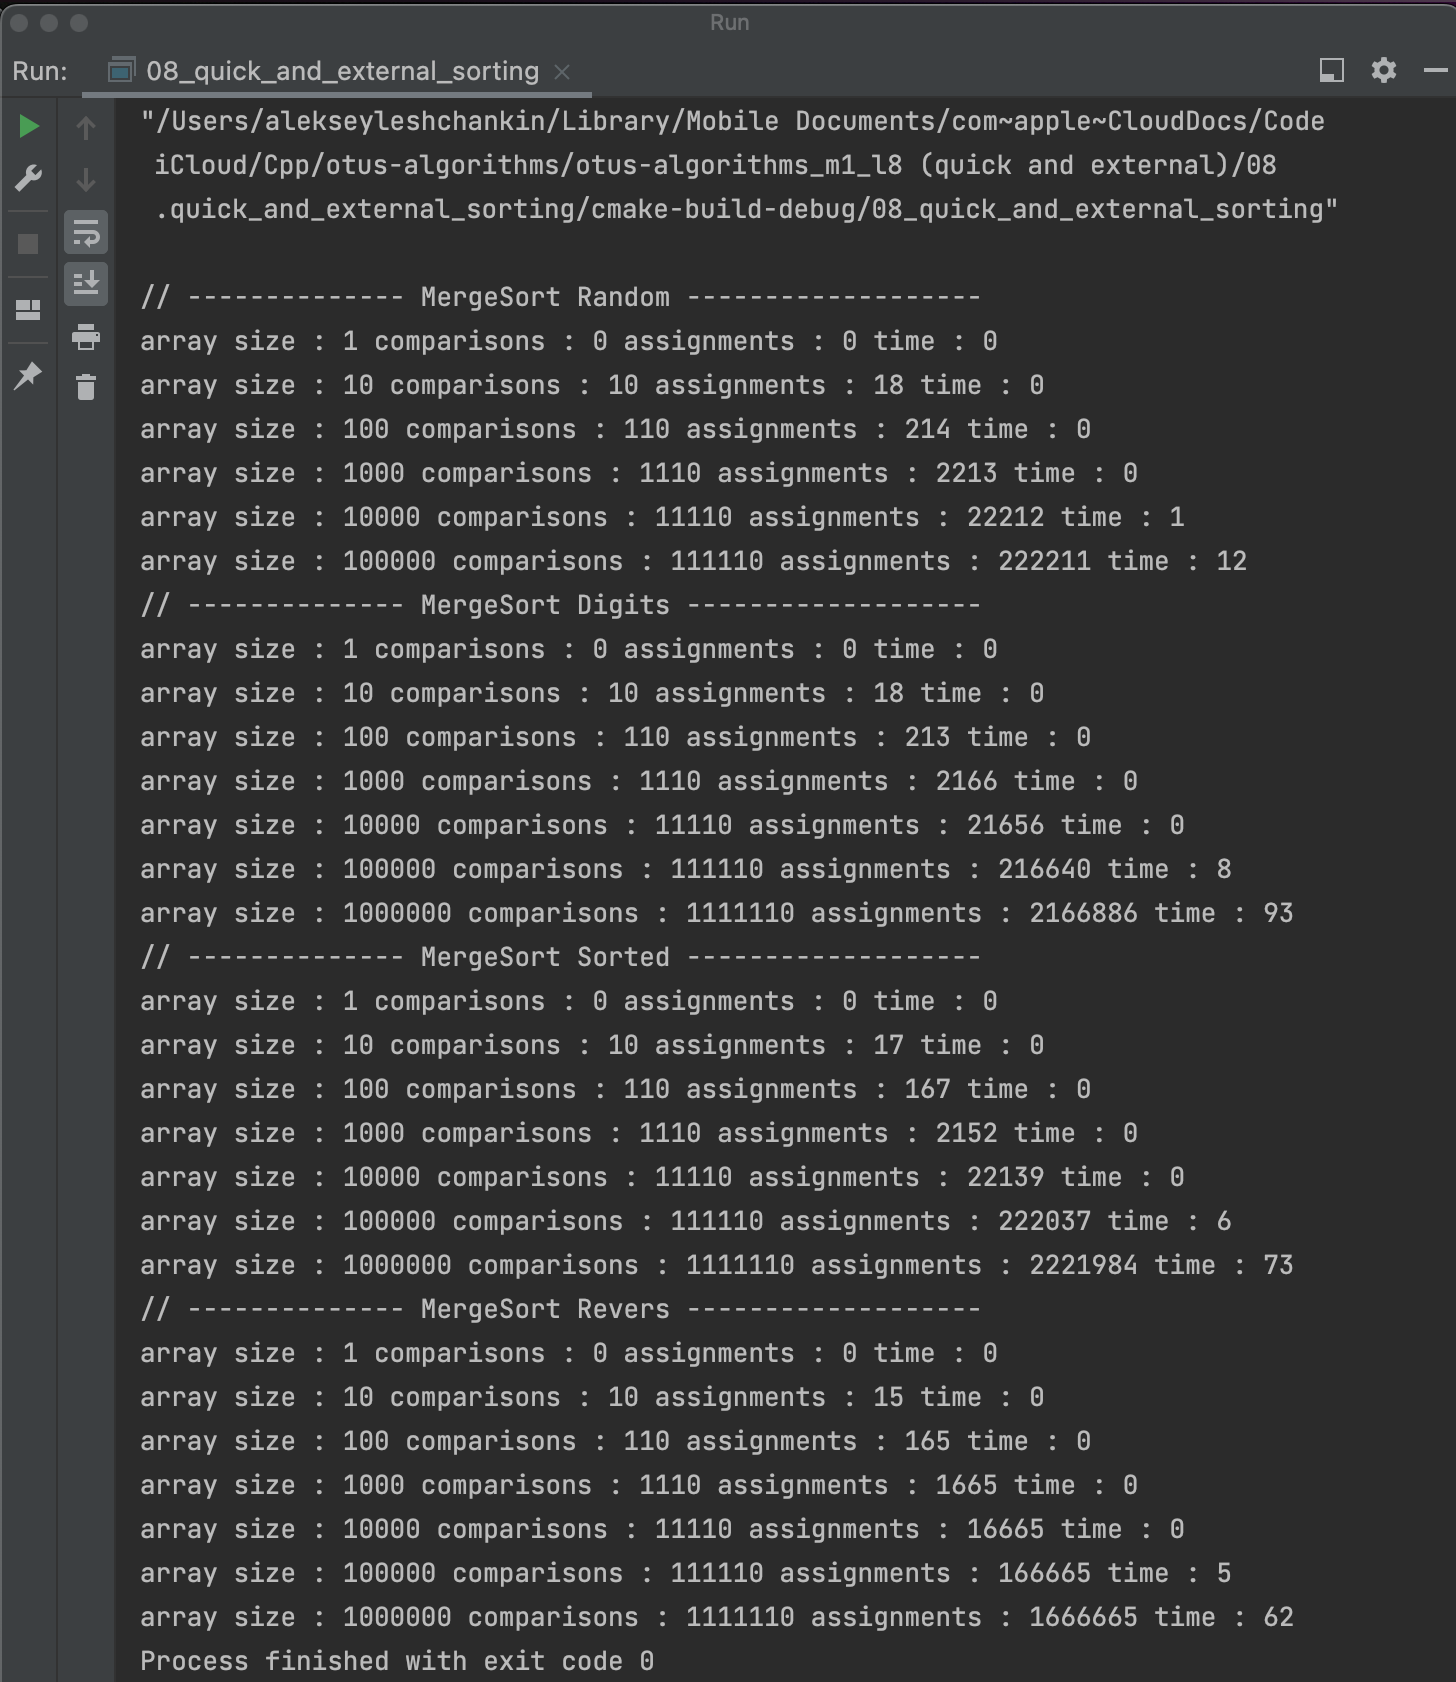 Run
Run: 08_quick_and_external_sorting
"/Users/alekseyleshchankin/Library/Mobile Documents/com~apple~CloudDocs/Code
iCloud/Cpp/otus-algorithms/otus-algorithms_m1_l8 (quick and external)/08
.quick_and_external_sorting/cmake-build-debug/08_quick_and_external_sorting"
// -------------- MergeSort Random -------------------
array size : 1 comparisons : 0 assignments : 0 time : 0
array size : 10 comparisons : 10 assignments : 18 time : 0
array size : 100 comparisons : 110 assignments : 214 time : 0
array size : 1000 comparisons : 1110 assignments : 2213 time : 0
array size : 10000 comparisons : 11110 assignments : 22212 time : 1
array size : 100000 comparisons : 111110 assignments : 222211 time : 12
// -------------- MergeSort Digits -------------------
array size : 1 comparisons : 0 assignments : 0 time : 0
array size : 10 comparisons : 10 assignments : 18 time : 0
array size : 100 comparisons : 110 assignments : 213 time : 0
array size : 1000 comparisons : 1110 assignments : 2166 time : 0
array size : 10000 comparisons : 11110 assignments : 21656 time : 0
array size : 100000 comparisons : 111110 assignments : 216640 time : 8
array size : 1000000 comparisons : 1111110 assignments : 2166886 time : 93
// -------------- MergeSort Sorted -------------------
array size : 1 comparisons : 0 assignments : 0 time : 0
array size : 10 comparisons : 10 assignments : 17 time : 0
array size : 100 comparisons : 110 assignments : 167 time : 0
array size : 1000 comparisons : 1110 assignments : 2152 time : 0
array size : 10000 comparisons : 11110 assignments : 22139 time : 0
array size : 100000 comparisons : 111110 assignments : 222037 time : 6
array size : 1000000 comparisons : 1111110 assignments : 2221984 time : 73
// -------------- MergeSort Revers -------------------
array size : 1 comparisons : 0 assignments : 0 time : 0
array size : 10 comparisons : 10 assignments : 15 time : 0
array size : 100 comparisons : 110 assignments : 165 time : 0
array size : 1000 comparisons : 1110 assignments : 1665 time : 0
array size : 10000 comparisons : 11110 assignments : 16665 time : 0
array size : 100000 comparisons : 111110 assignments : 166665 time : 5
array size : 1000000 comparisons : 1111110 assignments : 1666665 time : 62
Process finished with exit code 0